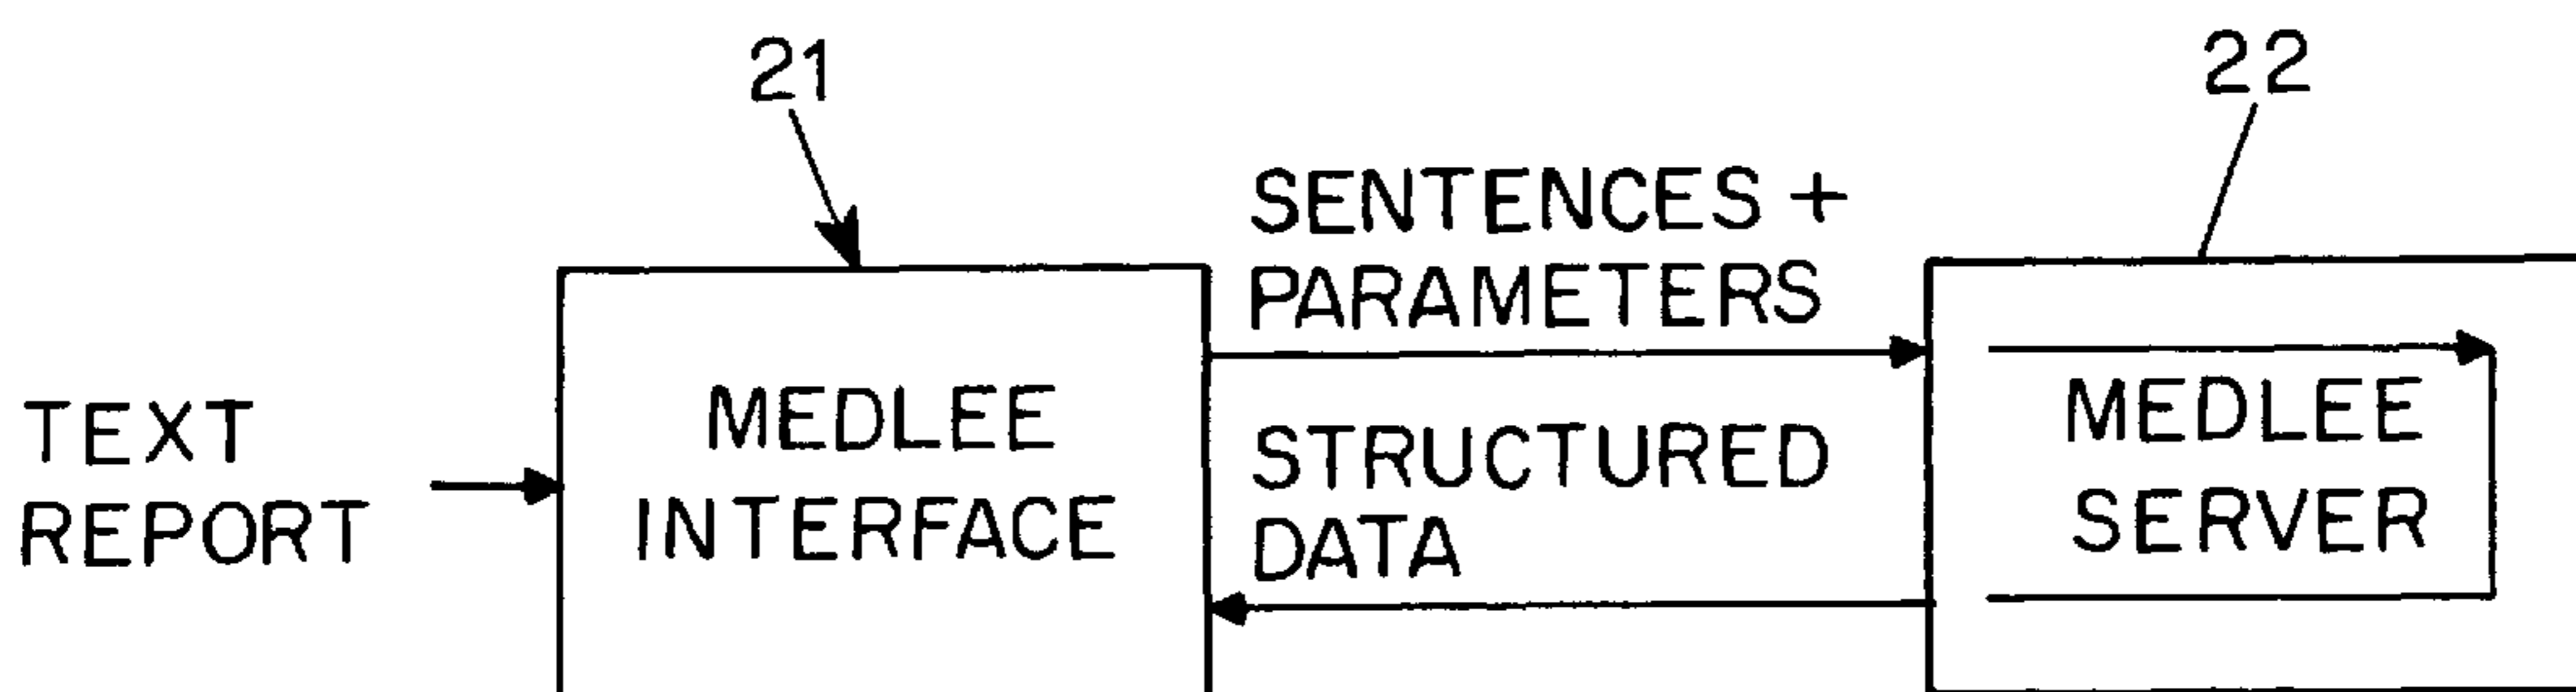 21
22
SENTENCES +
PARAMETERS
TEXT
REPORT
MEDLEE
INTERFACE
STRUCTURED
DATA
MEDLEE
SERVER